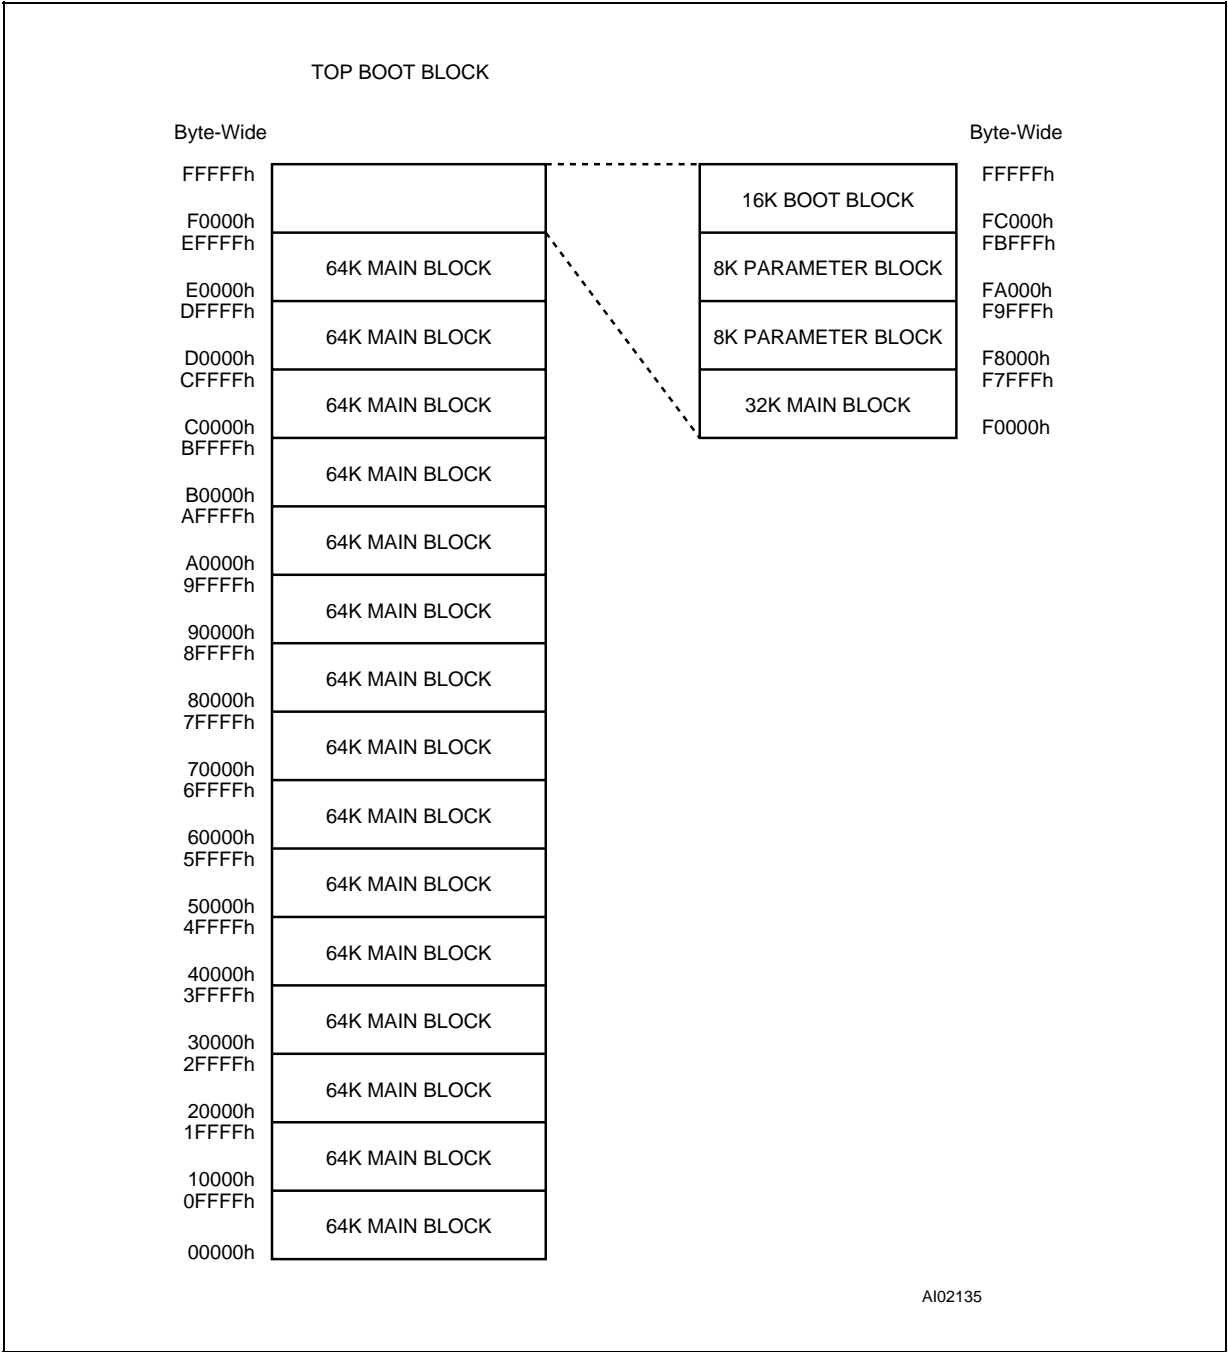 TOP BOOT BLOCK
Byte-Wide
FFFFFh
F0000h
EFFFFh
64K MAIN BLOCK
E0000h
DFFFFh
64K MAIN BLOCK
D0000h
CFFFFh
64K MAIN BLOCK
C0000h
BFFFFh
64K MAIN BLOCK
B0000h
AFFFFh
64K MAIN BLOCK
A0000h
9FFFFh
64K MAIN BLOCK
90000h
8FFFFh
64K MAIN BLOCK
80000h
7FFFFh
64K MAIN BLOCK
70000h
6FFFFh
64K MAIN BLOCK
60000h
5FFFFh
64K MAIN BLOCK
50000h
4FFFFh
64K MAIN BLOCK
40000h
3FFFFh
64K MAIN BLOCK
30000h
2FFFFh
64K MAIN BLOCK
20000h
1FFFFh
64K MAIN BLOCK
10000h
0FFFFh
64K MAIN BLOCK
00000h
Byte-Wide
FFFFFh
16K BOOT BLOCK
FC000h
FBFFFh
8K PARAMETER BLOCK
FA000h
F9FFFh
8K PARAMETER BLOCK
F8000h
F7FFFh
32K MAIN BLOCK
F0000h
AI02135